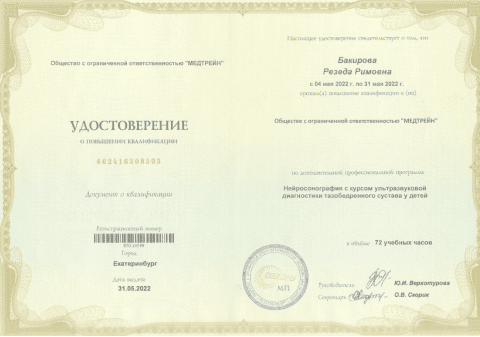 Общество с ограниченной ответственностью "МЕДТРЕЙН"
УДОСТОВЕРЕНИЕ
О ПОВЫШЕНИИ КВАЛИФИКАЦИИ
Документ о квалификации
Регистрационный номер
Город
Екатеринбург
Дата выдачи
31.05.2022
Настоящее удостоверение свидетельствует о том, что
Бакирова
Резеда Римовна
с 04 мая 2022 г. по 31 мая 2022 г.
прошел(а) повышение квалификации в (на)
Общество с ограниченной ответственностью "МЕДТРЕЙН"
по дополнительной профессиональной программе
Нейросонография с курсом ультразвуковой
диагностики тазобедренного сустава у детей
в объёме 72 учебных часов
МП
Руководитель Ю.И. Верхотурова
Секретарь О.В. Сворик